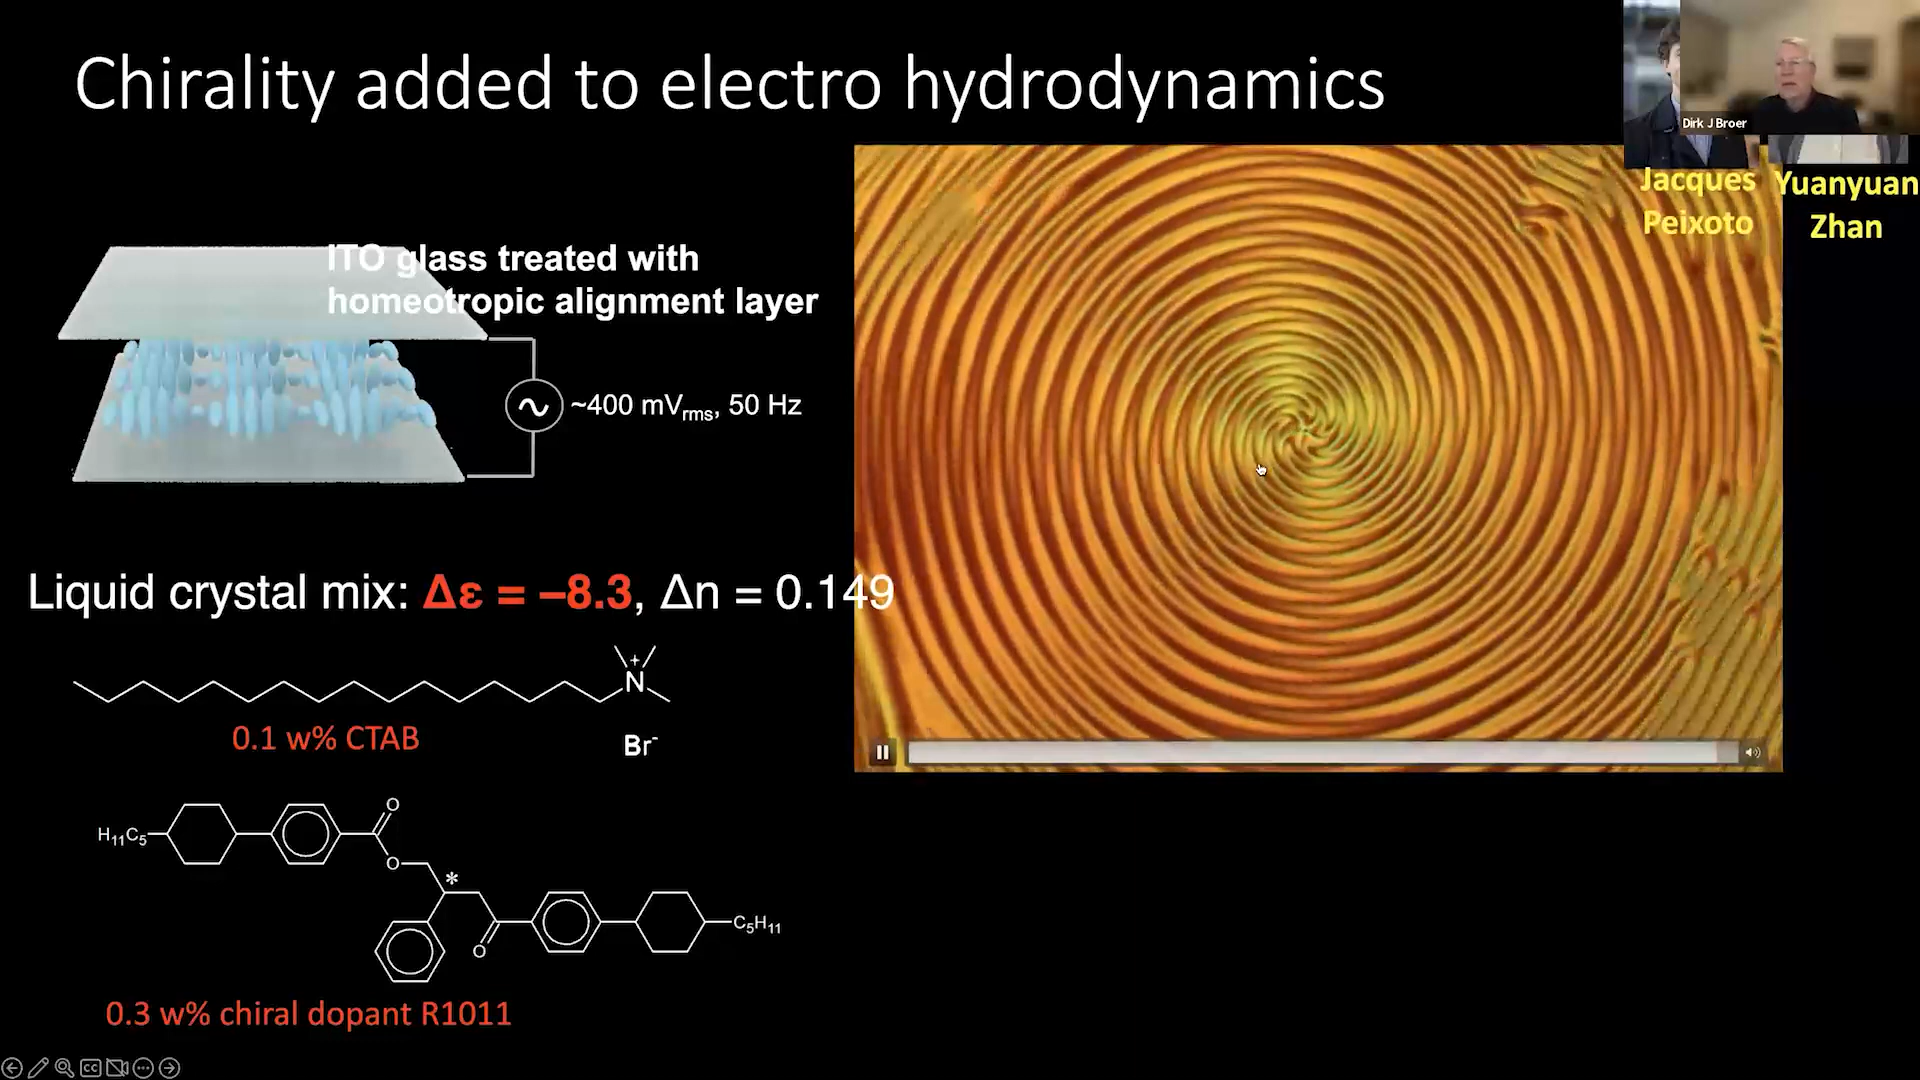 Chirality added to electro hydrodynamics
Dirk J Broer
Jacques
Peixoto
Yuanyuan
Zhan
ITO glass treated with
homeotropic alignment layer
~400 mVrms, 50 Hz
Liquid crystal mix: Δε = –8.3, Δn = 0.149
N
+
Br-
0.1 w% CTAB
H11C5
O
O
*
O
C5H11
0.3 w% chiral dopant R1011
CC